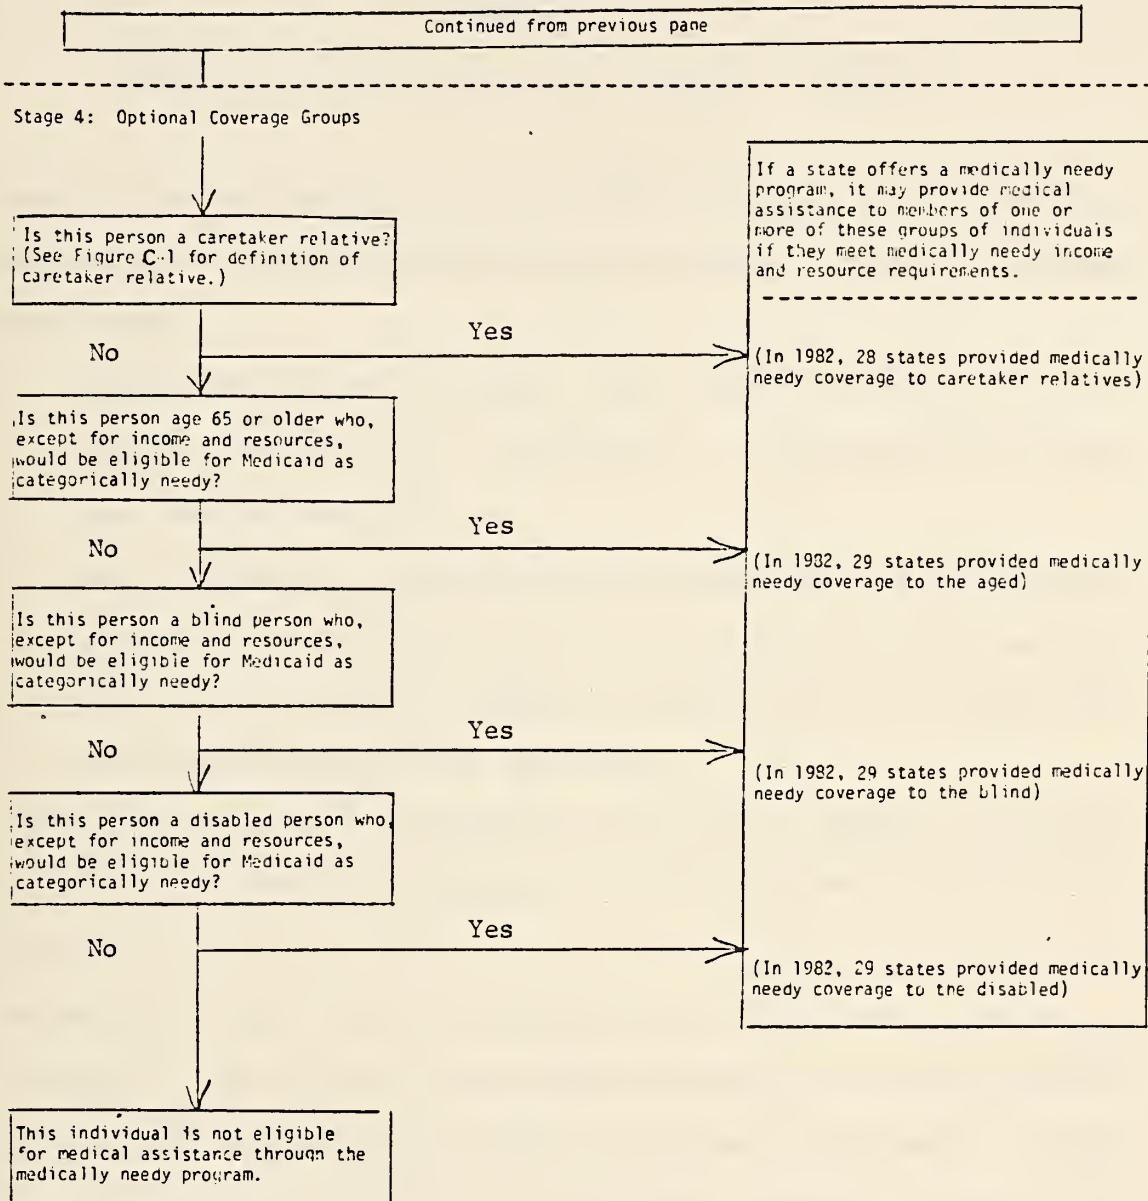 Continued from previous pane
Stage 4: Optional Coverage Groups
Is this person a caretaker relative?
(See Figure C-1 for definition of
caretaker relative.)
If a state offers a medically needy
program, it may provide medical
assistance to members of one or
more of these groups of individuals
if they meet medically needy income
and resource requirements.
No
Yes
(In 1982, 28 states provided medically
needy coverage to caretaker relatives)
Is this person age 65 or older who,
except for income and resources,
would be eligible for Medicaid as
categorically needy?
No
Yes
(In 1982, 29 states provided medically
needy coverage to the aged)
Is this person a blind person who,
except for income and resources,
would be eligible for Medicaid as
categorically needy?
No
Yes
(In 1982, 29 states provided medically
needy coverage to the blind)
Is this person a disabled person who,
except for income and resources,
would be eligible for Medicaid as
categorically needy?
No
Yes
(In 1982, 29 states provided medically
needy coverage to the disabled)
This individual is not eligible
for medical assistance through the
medically needy program.